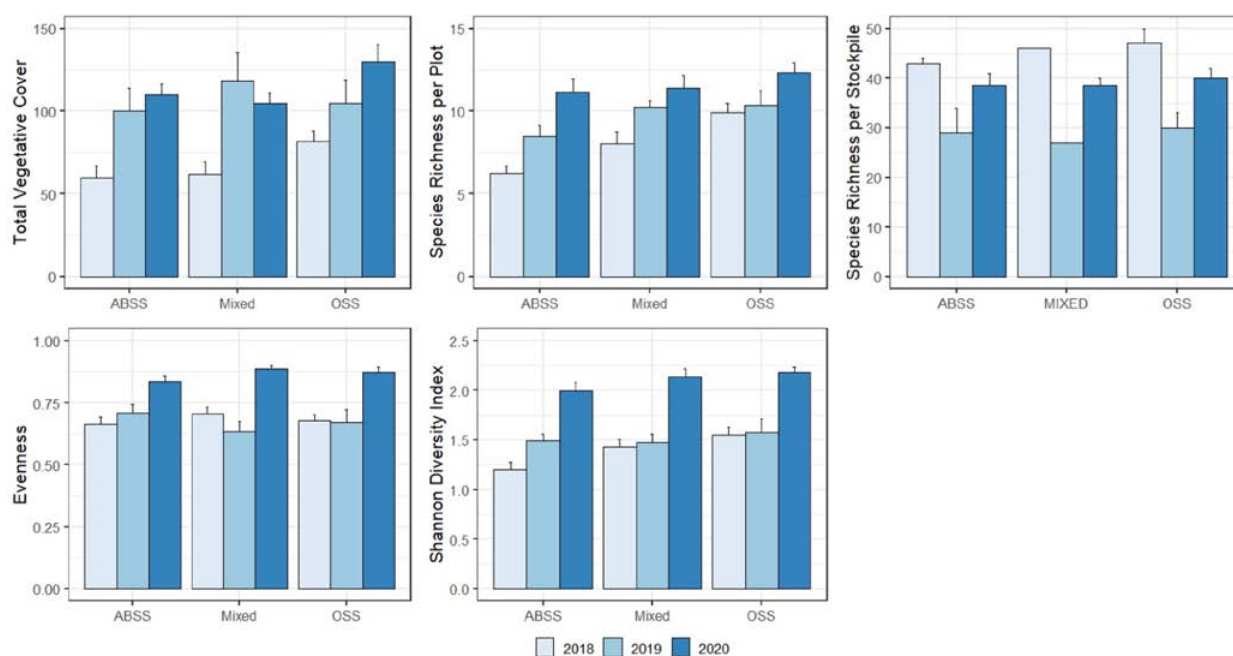 Total Vegetative Cover
150
100
50
0
ABSS Mixed OSS
Species Richness per Plot
15
10
5
0
ABSS Mixed OSS
Species Richness per Stockpile
50
40
30
20
10
0
ABSS MIXED OSS
Evenness
1.00
0.75
0.50
0.25
0.00
ABSS Mixed OSS
Shannon Diversity Index
2.5
2.0
1.5
1.0
0.5
0.0
ABSS Mixed OSS
2018 2019 2020